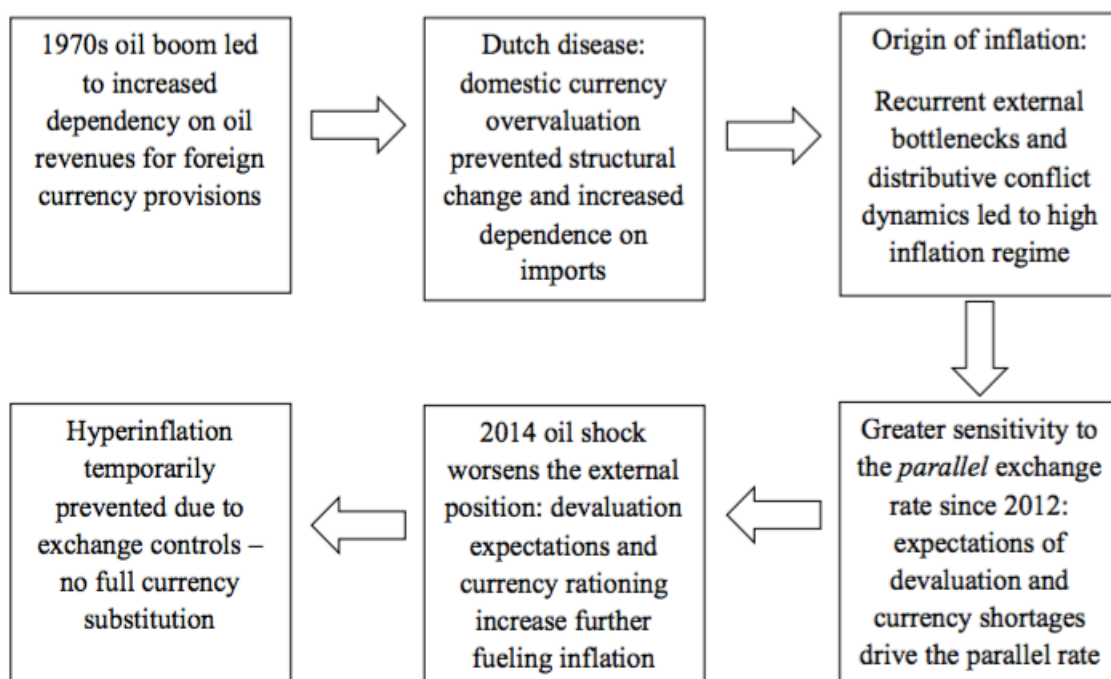 1970s oil boom led
to increased
dependency on oil
revenues for foreign
currency provisions
Dutch disease:
domestic currency
overvaluation
prevented structural
change and increased
dependence on
imports
Origin of inflation:
Recurrent external
bottlenecks and
distributive conflict
dynamics led to high
inflation regime
Greater sensitivity to
the parallel exchange
rate since 2012:
expectations of
devaluation and
currency shortages
drive the parallel rate
2014 oil shock
worsens the external
position: devaluation
expectations and
currency rationing
increase further
fueling inflation
Hyperinflation
temporarily
prevented due to
exchange controls –
no full currency
substitution